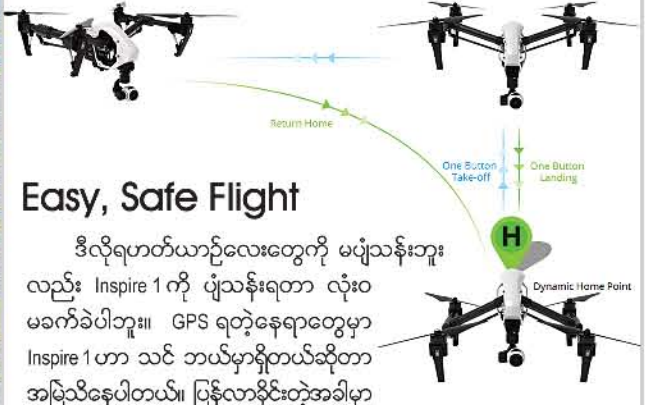 Return Home
One Button
Take-off
One Button
Landing
H
Dynamic Home Point
Easy, Safe Flight
ဒီလိုရဟတ်ယာဉ်လေးတွေကို မပျံသန်းဘူး
လည်း Inspire 1 ကို ပျံသန်းရတာ လုံးဝ
မခက်ခဲပါဘူး။ GPS ရတဲ့နေရာတွေမှာ
Inspire 1 ဟာ သင် ဘယ်မှာရှိတယ်ဆိုတာ
အမြဲသိနေပါတယ်။ ပြန်လာခိုင်းတဲ့အခါမှာ